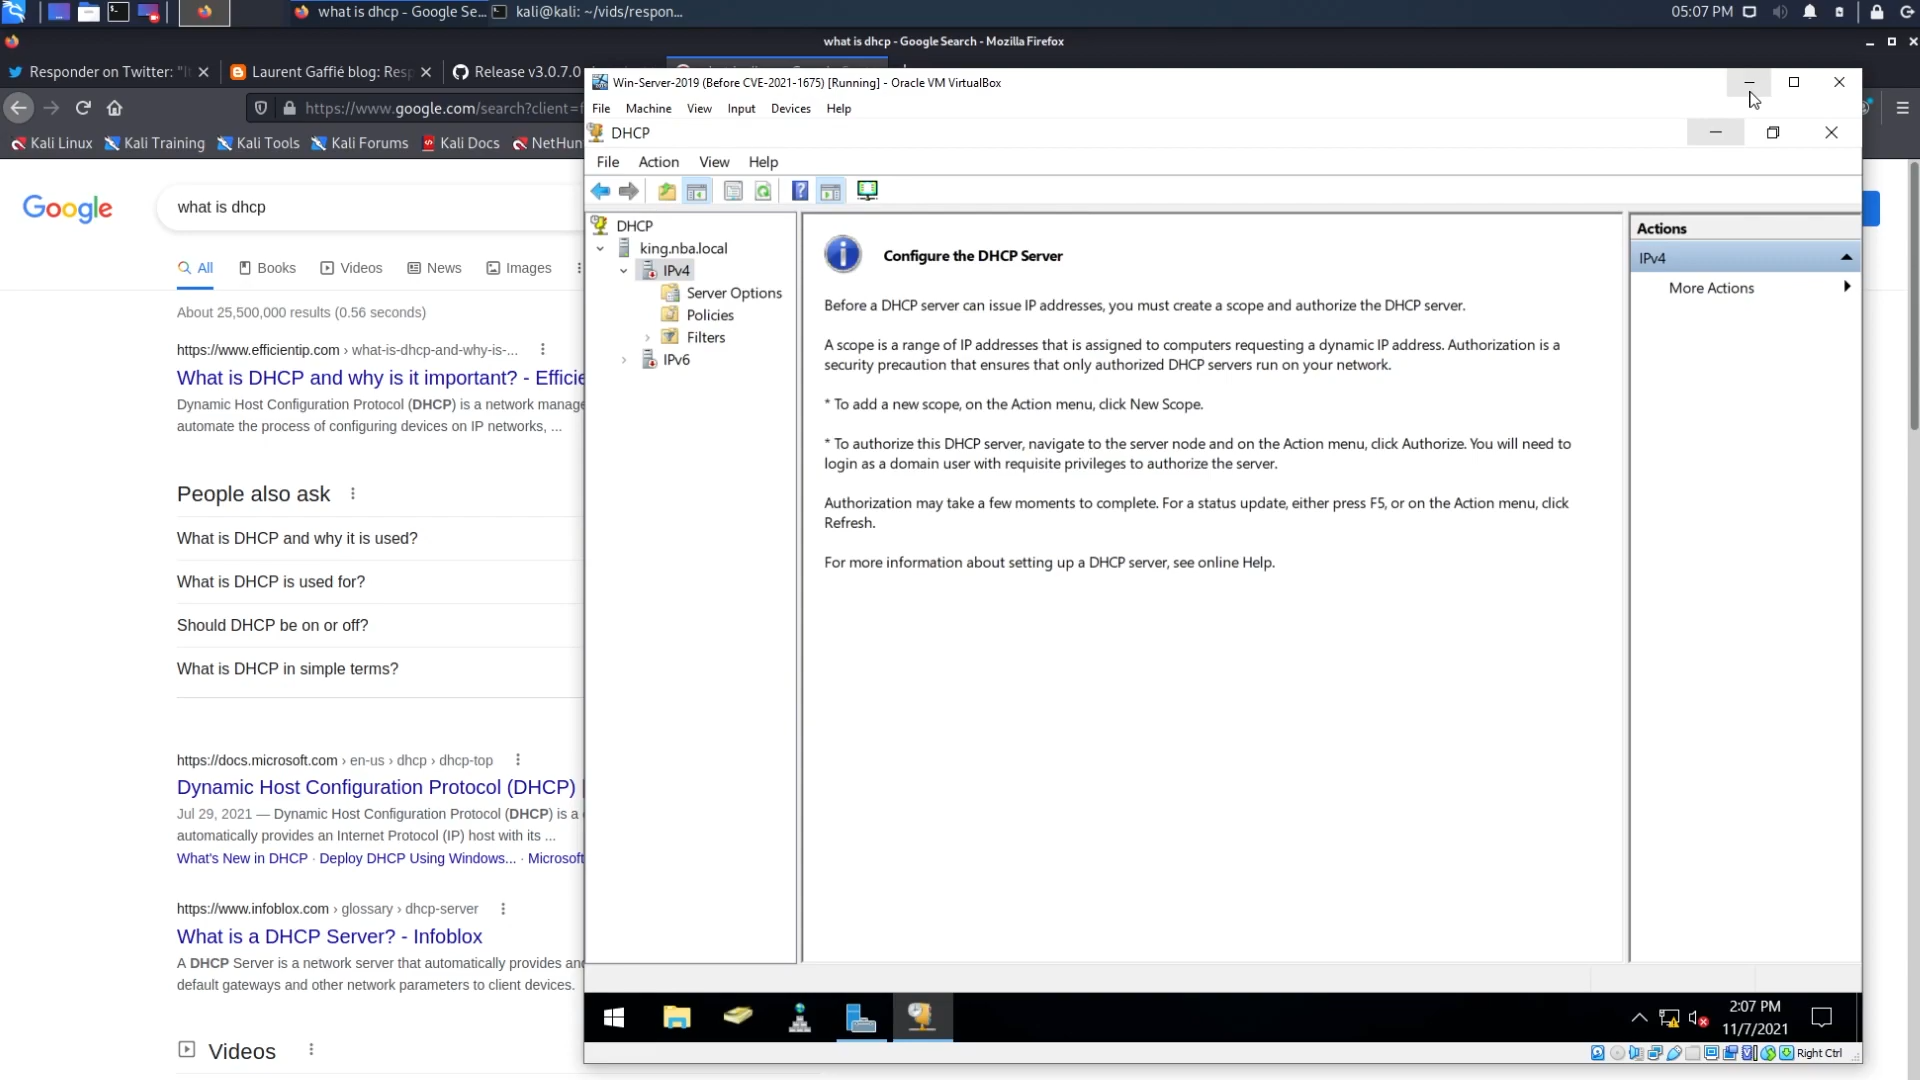 what is dhcp - Google Se...
kali@kali: ~/vids/respon...
05:07 PM
what is dhcp - Google Search - Mozilla Firefox
Responder on Twitter: "It
Laurent Gaffié blog: Resp
Release v3.0.7.0
https://www.google.com/search?client=f
Kali Linux
Kali Training
Kali Tools
Kali Forums
Kali Docs
NetHun
Google
what is dhcp
All
Books
Videos
News
Images
About 25,500,000 results (0.56 seconds)
https://www.efficientip.com › what-is-dhcp-and-why-is-...
What is DHCP and why is it important? - Efficie
Dynamic Host Configuration Protocol (DHCP) is a network manage
automate the process of configuring devices on IP networks, ...
People also ask
What is DHCP and why it is used?
What is DHCP is used for?
Should DHCP be on or off?
What is DHCP in simple terms?
https://docs.microsoft.com › en-us › dhcp › dhcp-top
Dynamic Host Configuration Protocol (DHCP) |
Jul 29, 2021 — Dynamic Host Configuration Protocol (DHCP) is a
automatically provides an Internet Protocol (IP) host with its ...
What's New in DHCP · Deploy DHCP Using Windows... · Microsoft
https://www.infoblox.com › glossary › dhcp-server
What is a DHCP Server? - Infoblox
A DHCP Server is a network server that automatically provides and
default gateways and other network parameters to client devices.
Videos
Win-Server-2019 (Before CVE-2021-1675) [Running] - Oracle VM VirtualBox
File
Machine
View
Input
Devices
Help
DHCP
File
Action
View
Help
DHCP
king.nba.local
IPv4
Server Options
Policies
Filters
IPv6
Configure the DHCP Server
Before a DHCP server can issue IP addresses, you must create a scope and authorize the DHCP server.
A scope is a range of IP addresses that is assigned to computers requesting a dynamic IP address. Authorization is a
security precaution that ensures that only authorized DHCP servers run on your network.
* To add a new scope, on the Action menu, click New Scope.
* To authorize this DHCP server, navigate to the server node and on the Action menu, click Authorize. You will need to
login as a domain user with requisite privileges to authorize the server.
Authorization may take a few moments to complete. For a status update, either press F5, or on the Action menu, click
Refresh.
For more information about setting up a DHCP server, see online Help.
Actions
IPv4
More Actions
2:07 PM
11/7/2021
Right Ctrl